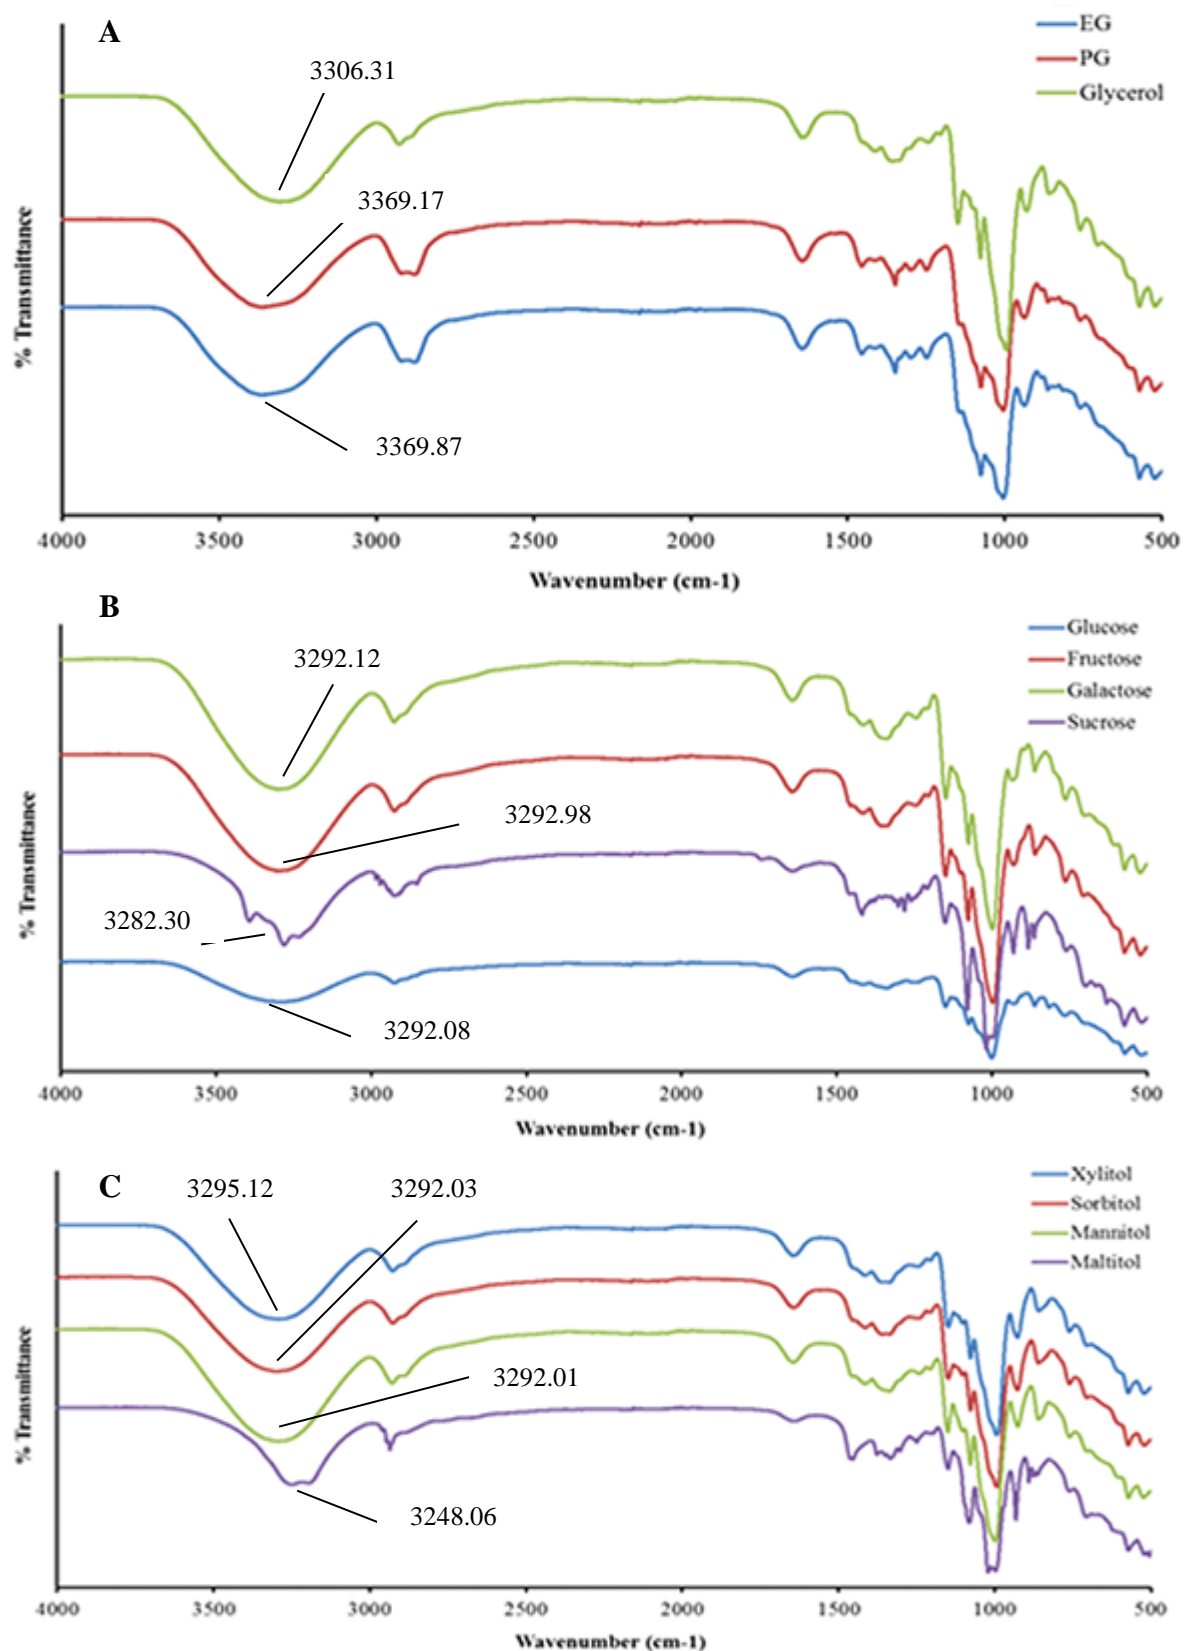 A
EG
PG
Glycerol
3306.31
3369.17
3369.87
% Transmittance
4000 3500 3000 2500 2000 1500 1000 500
Wavenumber (cm-1)
B
Glucose
Fructose
Galactose
Sucrose
3292.12
3292.98
3282.30
3292.08
% Transmittance
4000 3500 3000 2500 2000 1500 1000 500
Wavenumber (cm-1)
C
3295.12
3292.03
Xylitol
Sorbitol
Mannitol
Maltitol
3292.01
3248.06
% Transmittance
4000 3500 3000 2500 2000 1500 1000 500
Wavenumber (cm-1)